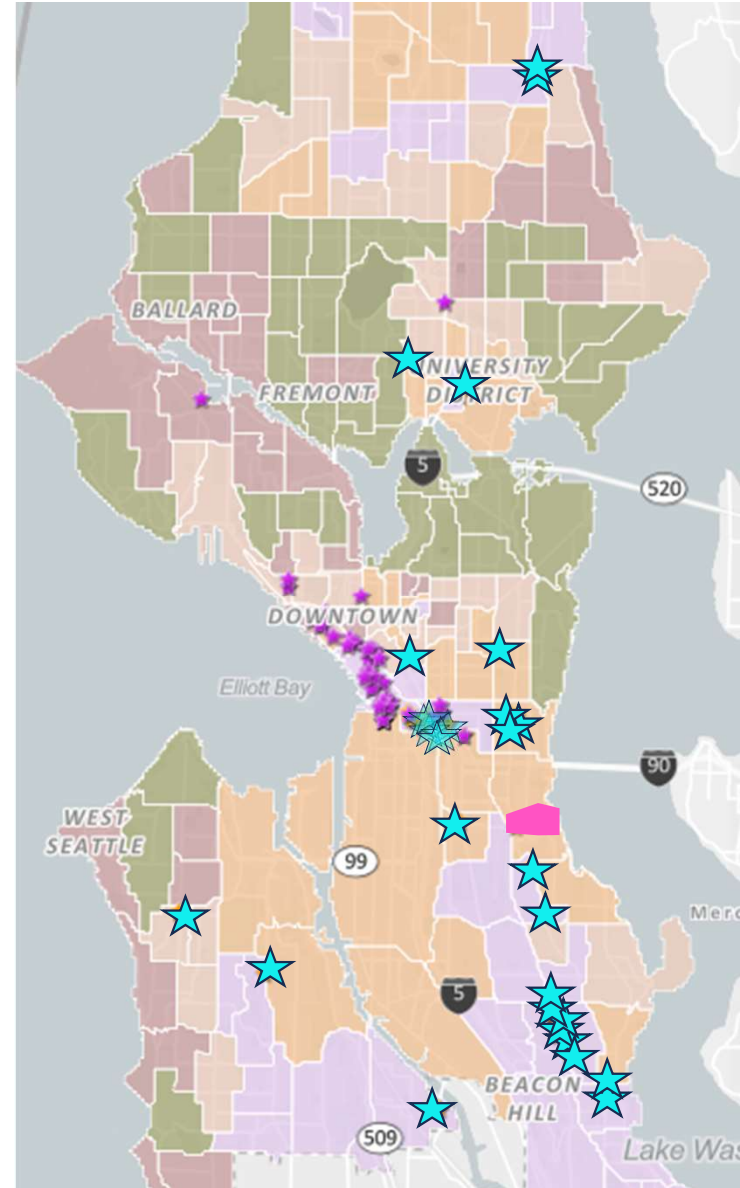 BALLARD
FREMONT
UNIVERSITY
DISTRICT
5
520
DOWNTOWN
Elliott Bay
90
WEST
SEATTLE
99
Merc
5
BEACON
HILL
509
Lake Was